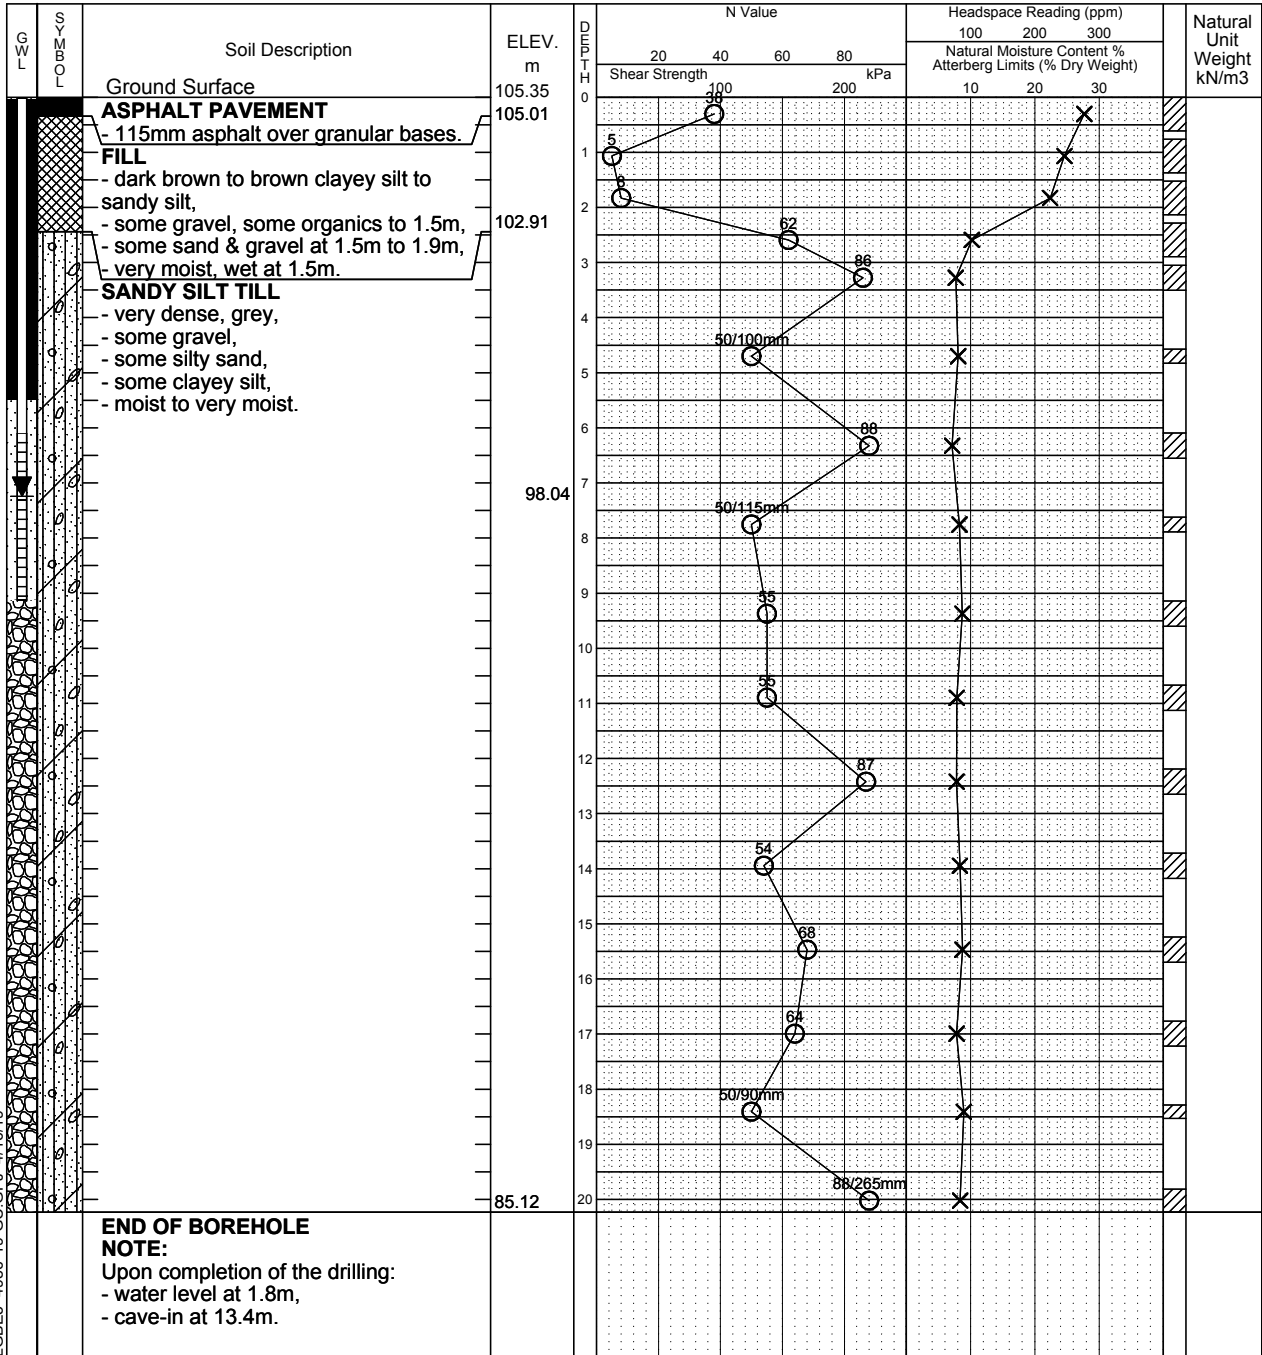 GWL
SYMBOL
Soil Description
Ground Surface
ELEV.
m
105.35
DEPTH
N Value
20 40 60 80
Shear Strength kPa
100 200
Headspace Reading (ppm)
100 200 300
Natural Moisture Content %
Atterberg Limits (% Dry Weight)
10 20 30
Natural
Unit
Weight
kN/m3
0
ASPHALT PAVEMENT
105.01
38
- 115mm asphalt over granular bases.
FILL
1
5
- dark brown to brown clayey silt to
sandy silt,
8
2
- some gravel, some organics to 1.5m,
102.91
62
- some sand & gravel at 1.5m to 1.9m,
- very moist, wet at 1.5m.
3
86
SANDY SILT TILL
- very dense, grey,
4
- some gravel,
- some silty sand,
50/100mm
- some clayey silt,
5
- moist to very moist.
6
88
7
98.04
50/115mm
8
9
55
10
55
11
12
87
13
54
14
15
68
16
64
17
18
50/90mm
19
88/265mm
20
85.12
END OF BOREHOLE
NOTE:
Upon completion of the drilling:
- water level at 1.8m,
- cave-in at 13.4m.